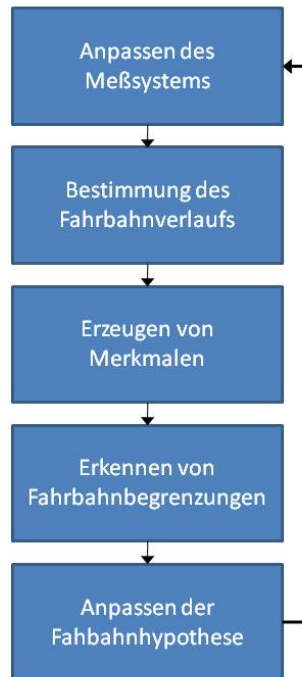 Anpassen des
Meßsystems
Bestimmung des
Fahrbahnverlaufs
Erzeugen von
Merkmalen
Erkennen von
Fahrbahnbegrenzungen
Anpassen der
Fahbahnhypothese